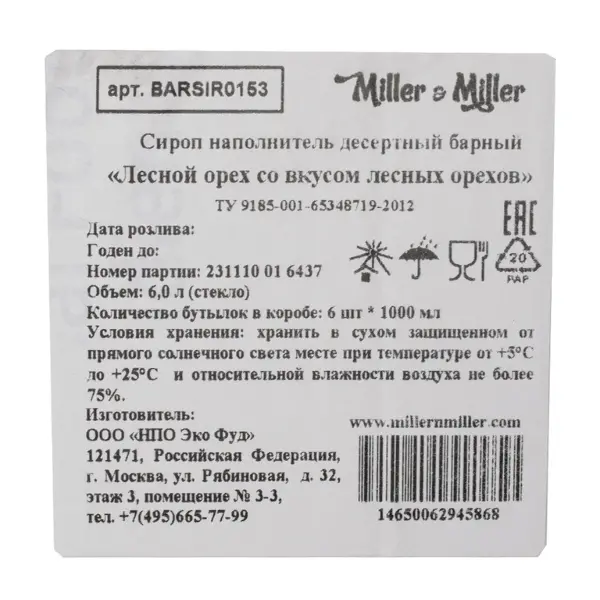 арт. BARSIR0153
Miller & Miller
Сироп наполнитель десертный барный
«Лесной орех со вкусом лесных орехов»
ТУ 9185-001-65348719-2012
EAC
Дата розлива:
Годен до:
Номер партии: 231110 01 6437
20
PAP
Объем: 6,0 л (стекло)
Количество бутылок в коробе: 6 шт * 1000 мл
Условия хранения: хранить в сухом защищенном от
прямого солнечного света месте при температуре от +5°С
до +25°С и относительной влажности воздуха не более
75%.
Изготовитель:
ООО «НПО Эко Фуд»
121471, Российская Федерация,
г. Москва, ул. Рябиновая, д. 32,
этаж 3, помещение № 3-3,
тел. +7(495)665-77-99
www.millernmiller.com
14650062945868